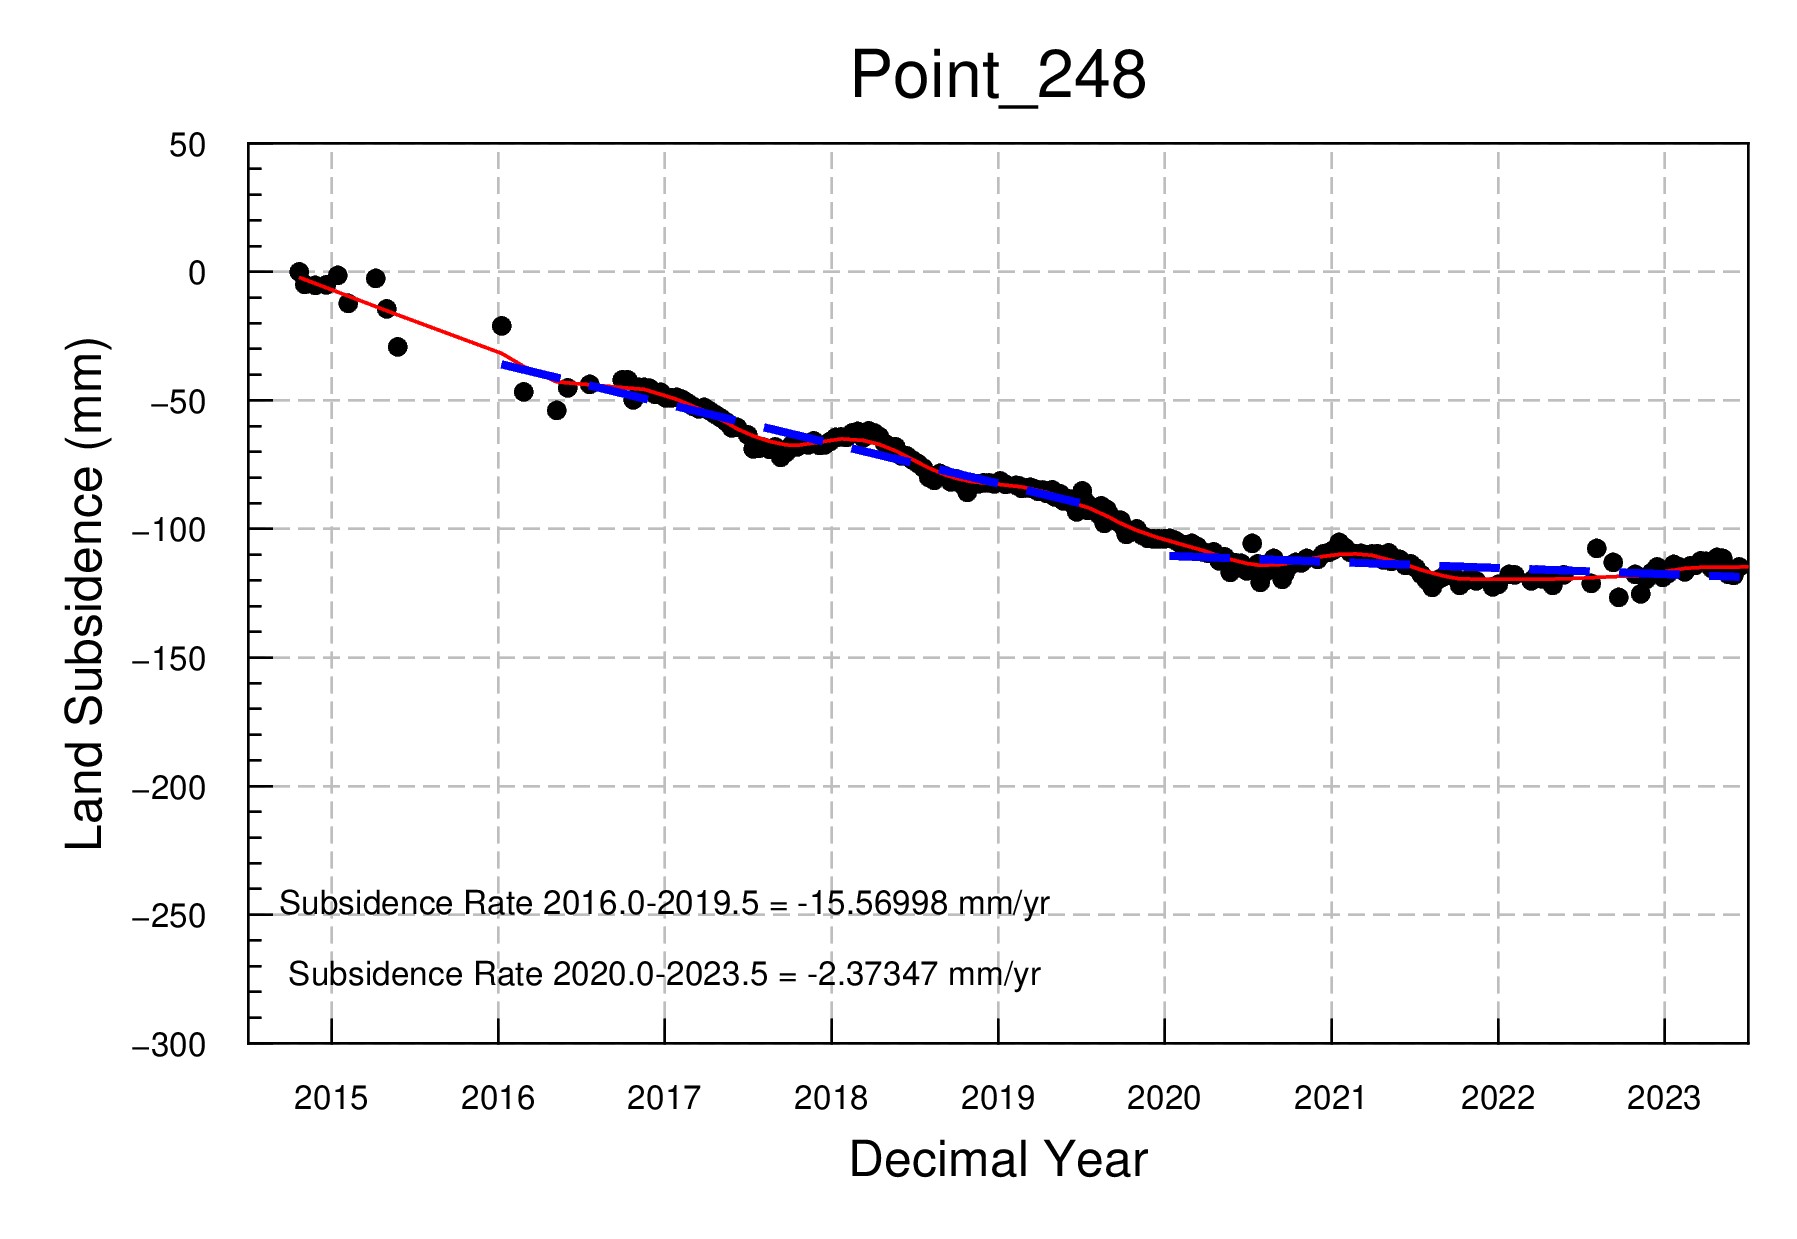 Point_248
50
0
−50
−100
−150
−200
−250
−300
Land Subsidence (mm)
Subsidence Rate 2016.0-2019.5 = -15.56998 mm/yr
Subsidence Rate 2020.0-2023.5 = -2.37347 mm/yr
2015 2016 2017 2018 2019 2020 2021 2022 2023
Decimal Year